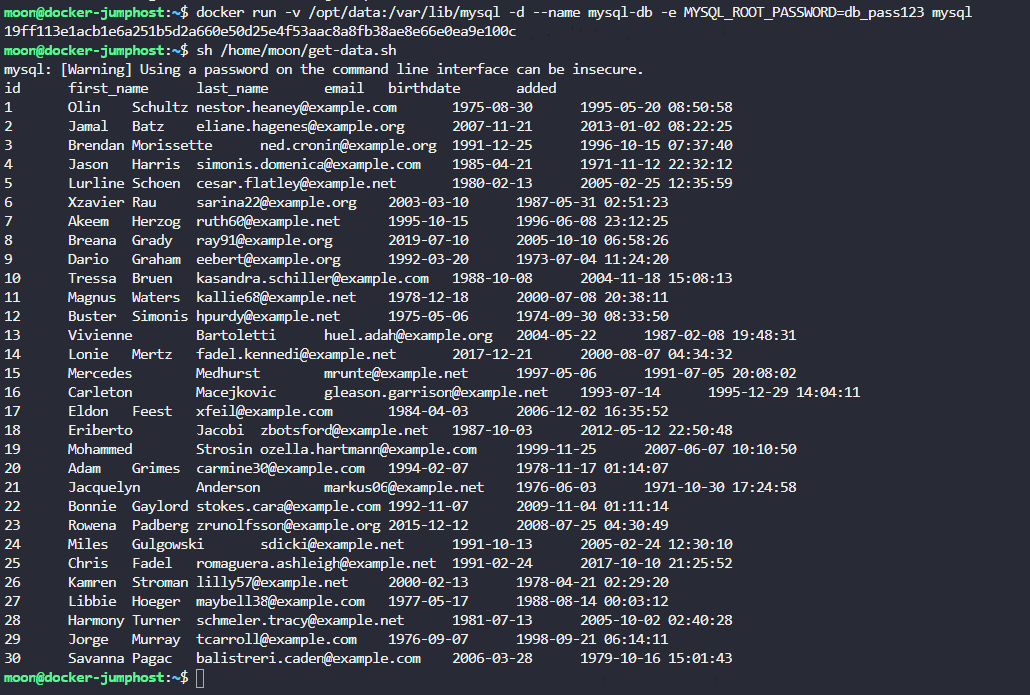 moon@docker-jumphost:~$ docker run -v /opt/data:/var/lib/mysql -d --name mysql-db -e MYSQL_ROOT_PASSWORD=db_pass123 mysql
19ff113e1acb1e6a251b5d2a660e50d25e4f53aac8a8fb38ae8e66e0ea9e100c
moon@docker-jumphost:~$ sh /home/moon/get-data.sh
mysql: [Warning] Using a password on the command line interface can be insecure.
id      first_name      last_name       email   birthdate       added
1       Olin    Schultz nestor.heaney@example.com       1975-08-30      1995-05-20 08:50:58
2       Jamal   Batz    eliane.hagenes@example.org      2007-11-21      2013-01-02 08:22:25
3       Brendan Morissette      ned.cronin@example.org  1991-12-25      1996-10-15 07:37:40
4       Jason   Harris  simonis.domenica@example.com    1985-04-21      1971-11-12 22:32:12
5       Lurline Schoen  cesar.flatley@example.net       1980-02-13      2005-02-25 12:35:59
6       Xzavier Rau     sarina22@example.org    2003-03-10      1987-05-31 02:51:23
7       Akeem   Herzog  ruth60@example.net      1995-10-15      1996-06-08 23:12:25
8       Breana  Grady   ray91@example.org       2019-07-10      2005-10-10 06:58:26
9       Dario   Graham  eebert@example.org      1992-03-20      1973-07-04 11:24:20
10      Tressa  Bruen   kasandra.schiller@example.com   1988-10-08      2004-11-18 15:08:13
11      Magnus  Waters  kallie68@example.net    1978-12-18      2000-07-08 20:38:11
12      Buster  Simonis hpurdy@example.net      1975-05-06      1974-09-30 08:33:50
13      Vivienne        Bartoletti      huel.adah@example.org   2004-05-22      1987-02-08 19:48:31
14      Lonie   Mertz   fadel.kennedi@example.net       2017-12-21      2000-08-07 04:34:32
15      Mercedes        Medhurst        mrunte@example.net      1997-05-06      1991-07-05 20:08:02
16      Carleton        Macejkovic      gleason.garrison@example.net    1993-07-14      1995-12-29 14:04:11
17      Eldon   Feest   xfeil@example.com       1984-04-03      2006-12-02 16:35:52
18      Eriberto        Jacobi  zbotsford@example.net   1987-10-03      2012-05-12 22:50:48
19      Mohammed        Strosin ozella.hartmann@example.com     1999-11-25      2007-06-07 10:10:50
20      Adam    Grimes  carmine30@example.com   1994-02-07      1978-11-17 01:14:07
21      Jacquelyn       Anderson        markus06@example.net    1976-06-03      1971-10-30 17:24:58
22      Bonnie  Gaylord stokes.cara@example.com 1992-11-07      2009-11-04 01:11:14
23      Rowena  Padberg zrunolfsson@example.org 2015-12-12      2008-07-25 04:30:49
24      Miles   Gulgowski       sdicki@example.net      1991-10-13      2005-02-24 12:30:10
25      Chris   Fadel   romaguera.ashleigh@example.net  1991-02-24      2017-10-10 21:25:52
26      Kamren  Stroman lilly57@example.net     2000-02-13      1978-04-21 02:29:20
27      Libbie  Hoeger  maybell38@example.com   1977-05-17      1988-08-14 00:03:12
28      Harmony Turner  schmeler.tracy@example.net      1981-07-13      2005-10-02 02:40:28
29      Jorge   Murray  tcarroll@example.com    1976-09-07      1998-09-21 06:14:11
30      Savanna Pagac   balistreri.caden@example.com    2006-03-28      1979-10-16 15:01:43
moon@docker-jumphost:~$